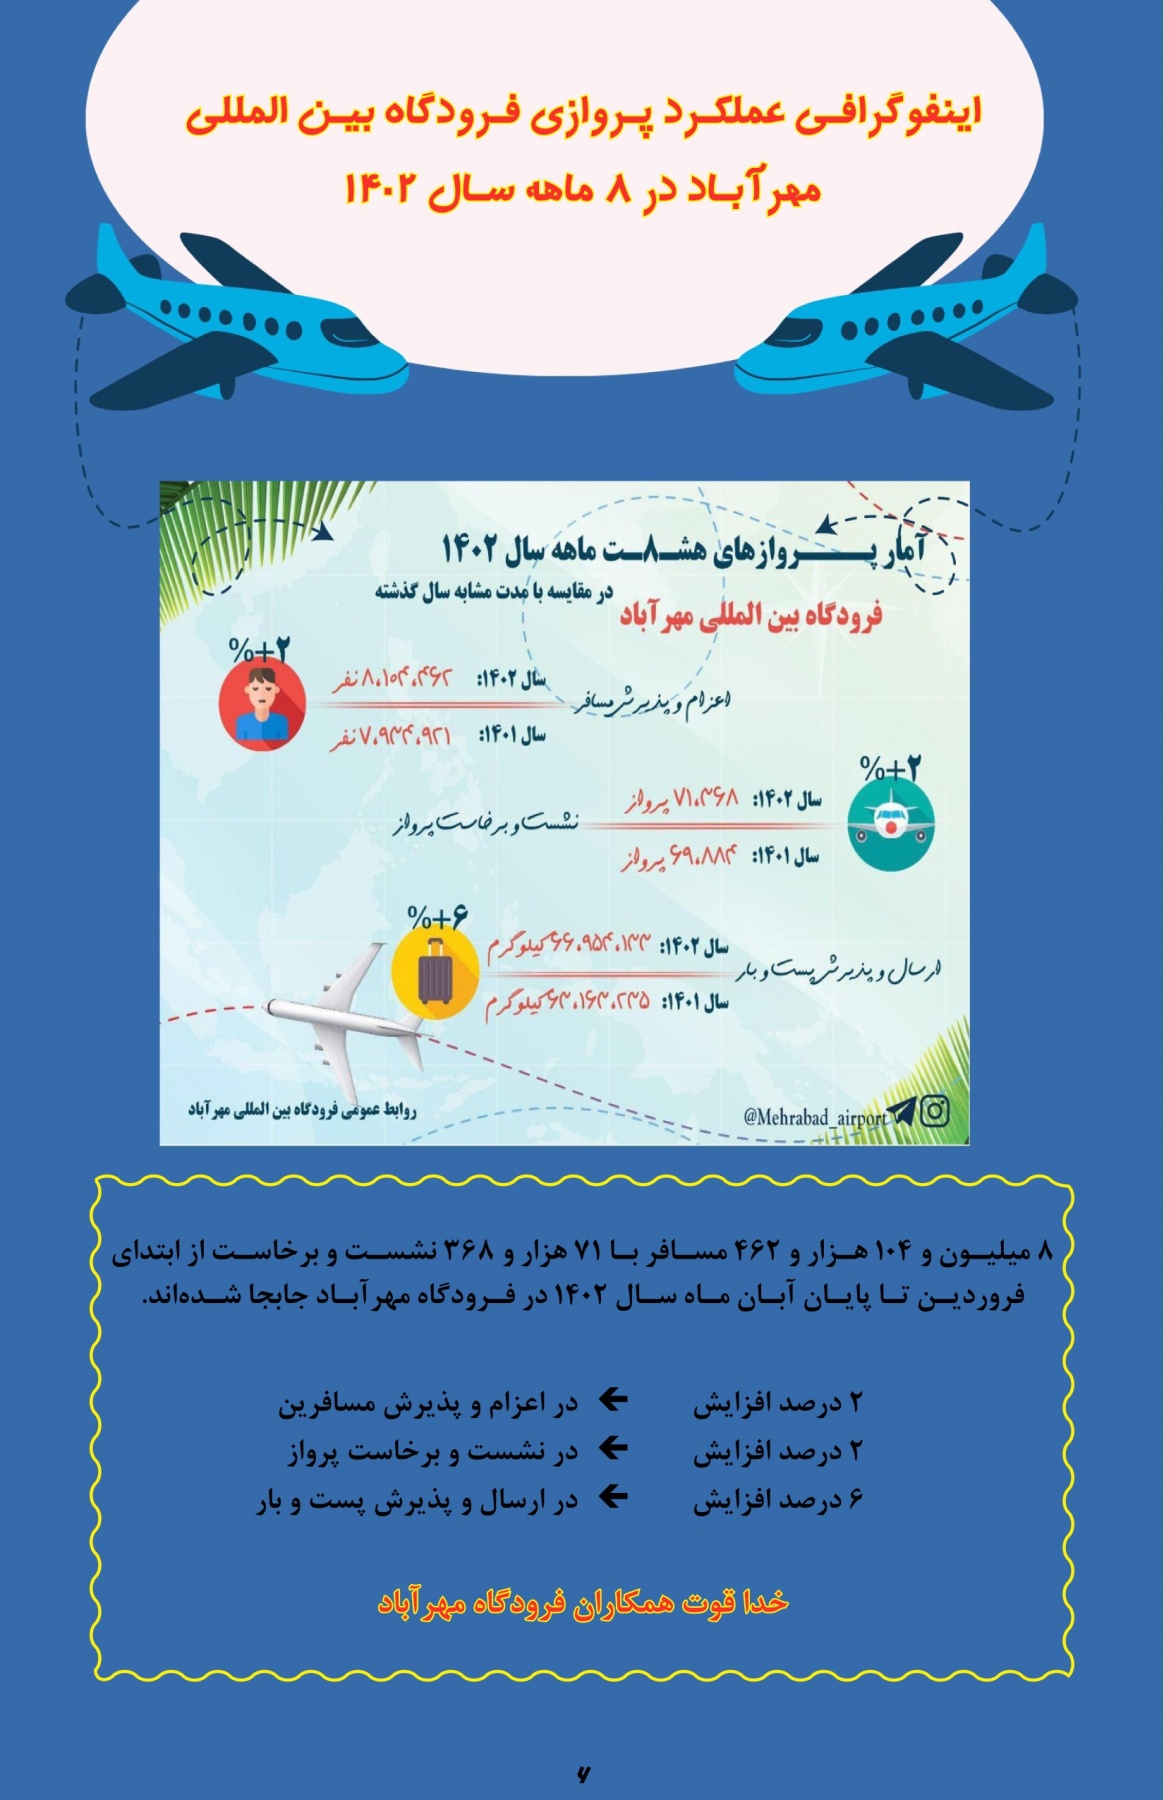 اینفوگرافی عملکرد پروازی فرودگاه بین المللی
مهرآباد در ۸ ماهه سال ۱۴۰۲
آمار پروازهای هشـ۸ـت ماهه سال ۱۴۰۲
در مقایسه با مدت مشابه سال گذشته
فرودگاه بین المللی مهرآباد
%+۲
سال ۱۴۰۲: ۸،۱۰۴،۴۶۲ نفر
اعزام و پذیرش مسافر
سال ۱۴۰۱: ۷،۹۳۴،۹۲۱ نفر
%+۲
سال ۱۴۰۲: ۷۱،۳۶۸ پرواز
نشست و برخاست پرواز
سال ۱۴۰۱: ۶۹،۸۸۴ پرواز
%+۶
سال ۱۴۰۲: ۶۶،۹۵۴،۱۳۳ کیلوگرم
ارسال و پذیرش پست و بار
سال ۱۴۰۱: ۶۳،۱۶۳،۲۳۵ کیلوگرم
روابط عمومی فرودگاه بین المللی مهرآباد
@Mehrabad_airport
۸ میلیون و ۱۰۴ هزار و ۴۶۲ مسافر با ۷۱ هزار و ۳۶۸ نشست و برخاست از ابتدای
فروردین تا پایان آبان ماه سال ۱۴۰۲ در فرودگاه مهرآباد جابجا شده‌اند.
۲ درصد افزایش ← در اعزام و پذیرش مسافرین
۲ درصد افزایش ← در نشست و برخاست پرواز
۶ درصد افزایش ← در ارسال و پذیرش پست و بار
خدا قوت همکاران فرودگاه مهرآباد
۶